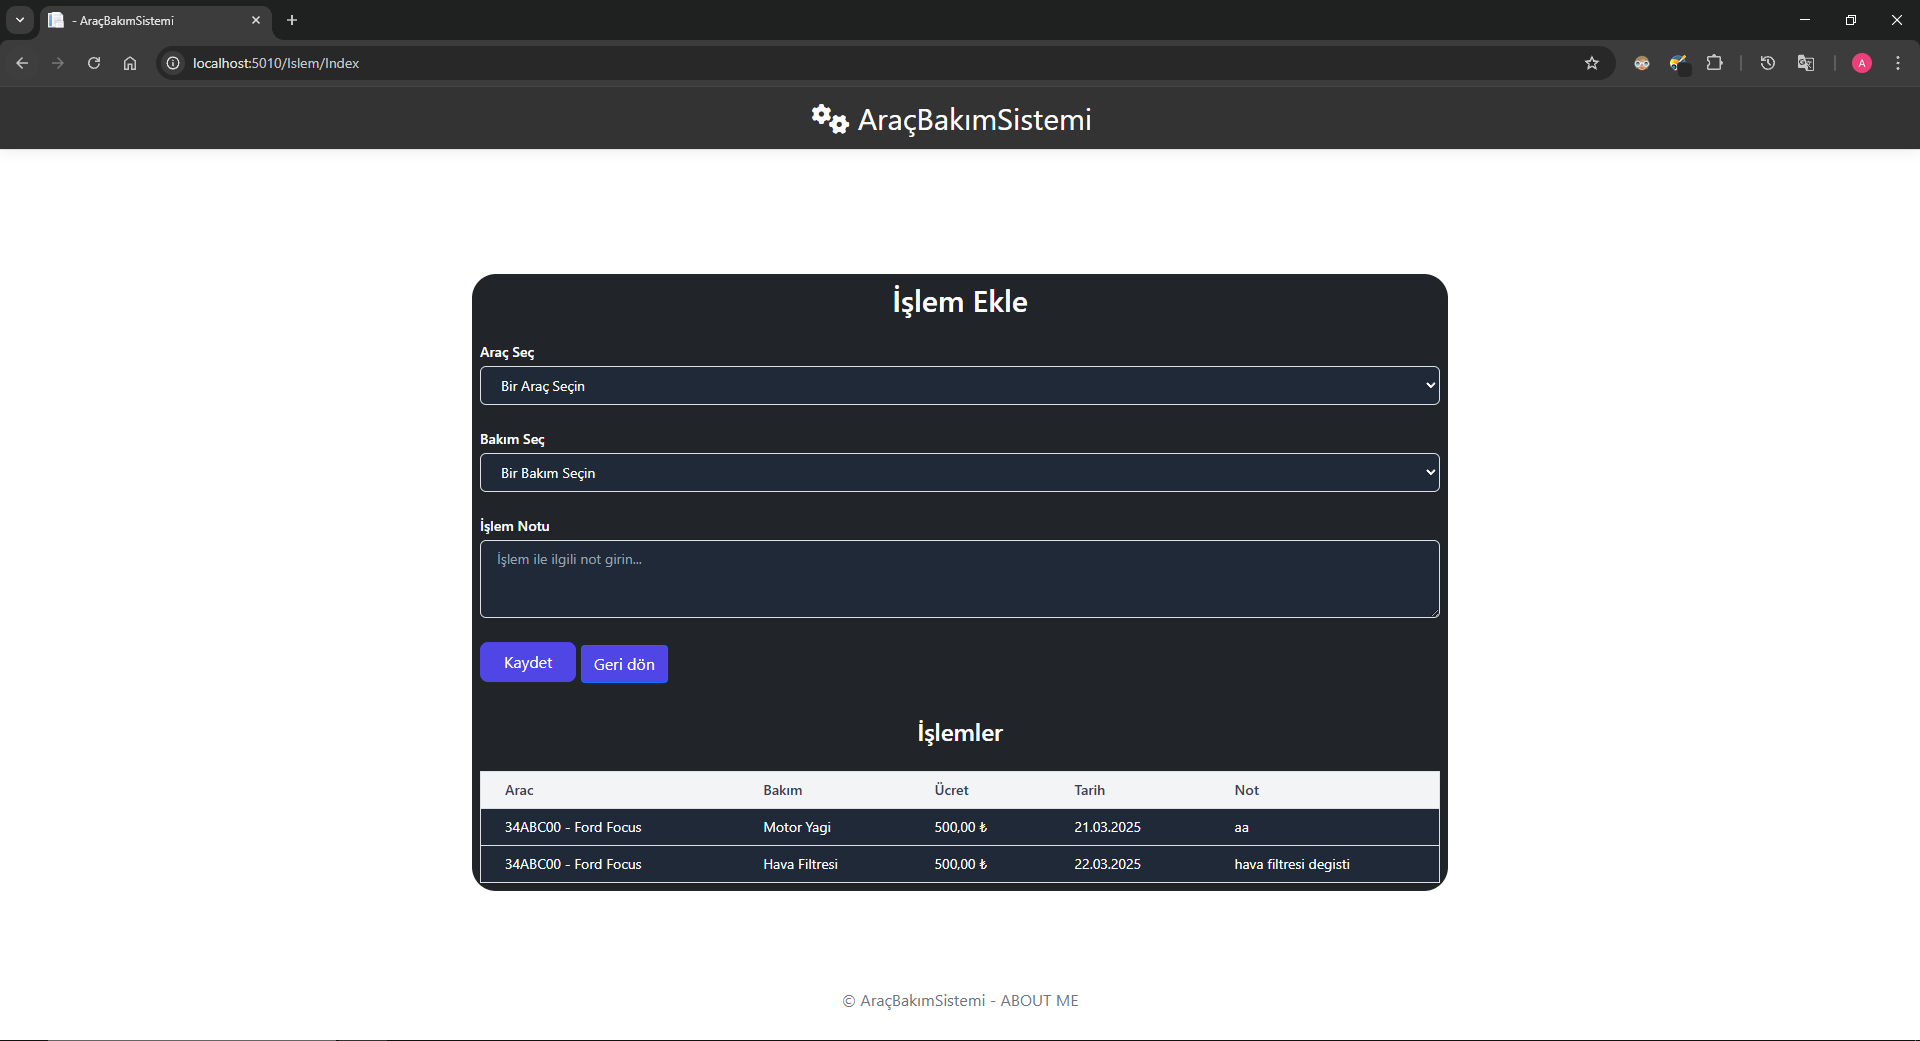 - AraçBakımSistemi
localhost:5010/Islem/Index
A
AraçBakımSistemi
İşlem Ekle
Araç Seç
Bir Araç Seçin
Bakım Seç
Bir Bakım Seçin
İşlem Notu
İşlem ile ilgili not girin...
Kaydet Geri dön
İşlemler
Arac Bakım Ücret Tarih Not
34ABC00 - Ford Focus Motor Yagi 500,00 ₺ 21.03.2025 aa
34ABC00 - Ford Focus Hava Filtresi 500,00 ₺ 22.03.2025 hava filtresi degisti
© AraçBakımSistemi - ABOUT ME